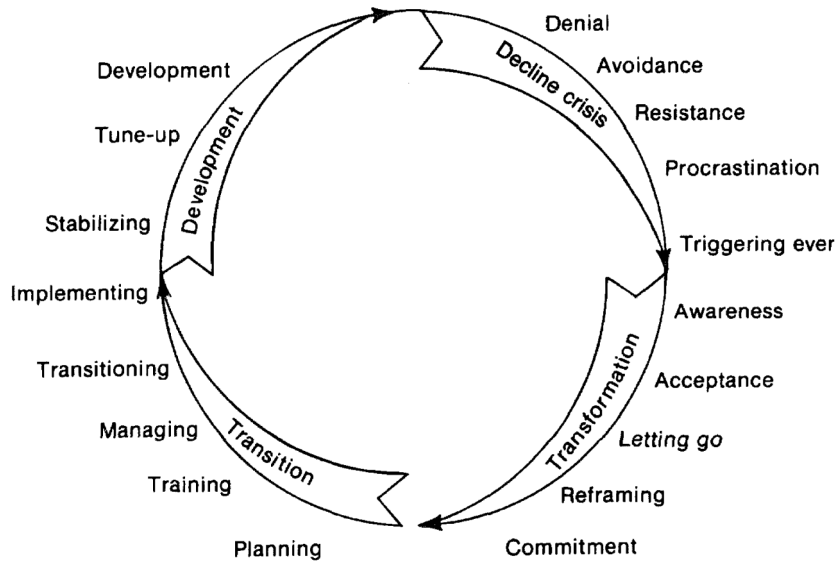 Denial
Avoidance
Resistance
Procrastination
Triggering ever
Decline crisis
Awareness
Acceptance
Letting go
Reframing
Commitment
Transformation
Planning
Training
Managing
Transitioning
Implementing
Transition
Stabilizing
Tune-up
Development
Development